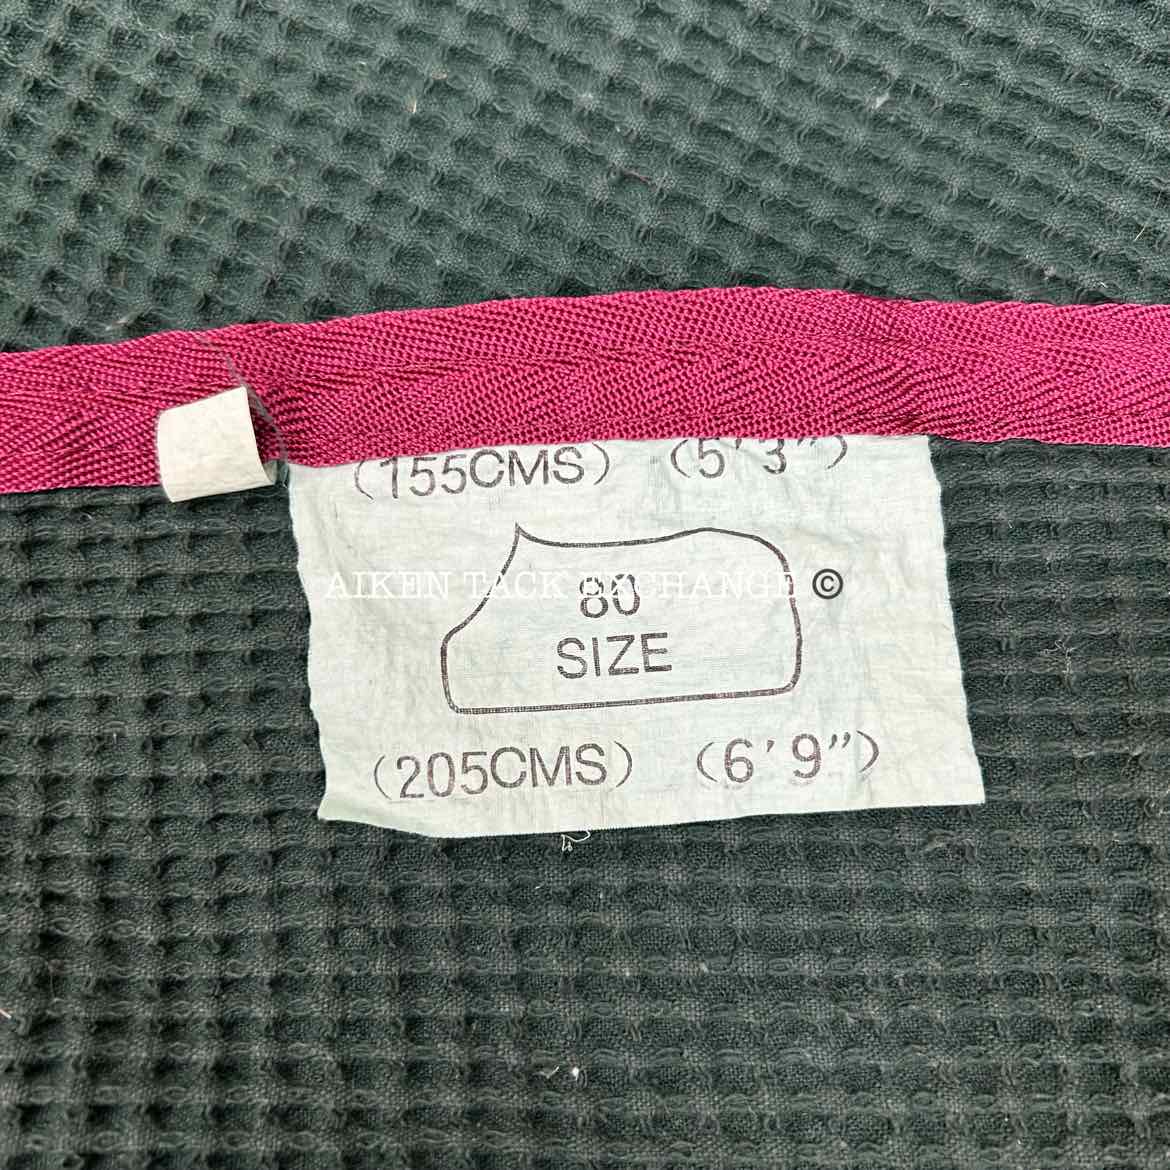 (155CMS) (5'3")
AIKEN TACK EXCHANGE ©
80
SIZE
(205CMS) (6'9")